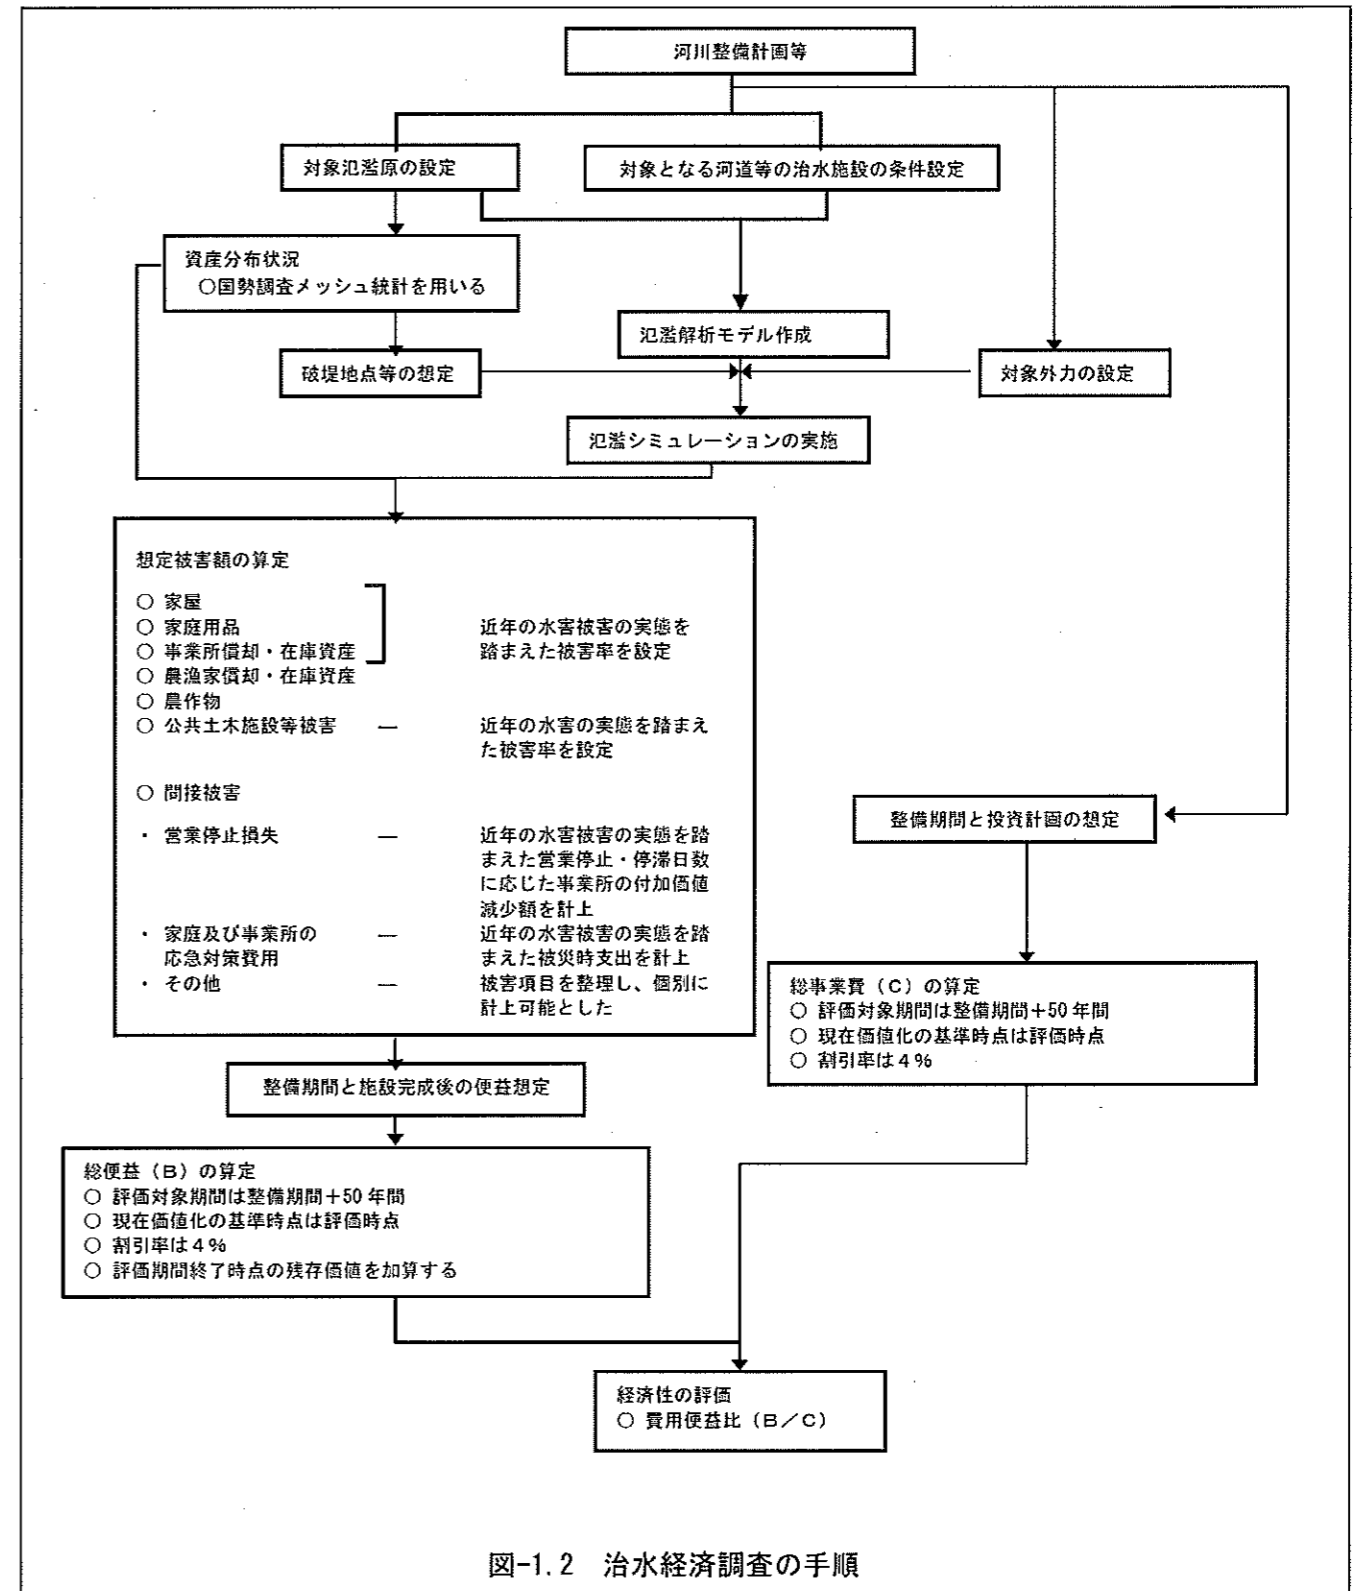 河川整備計画等
対象氾濫原の設定
対象となる河道等の治水施設の条件設定
資産分布状況
○国勢調査メッシュ統計を用いる
氾濫解析モデル作成
破堤地点等の想定
対象外力の設定
氾濫シミュレーションの実施
想定被害額の算定
○ 家屋
○ 家庭用品
○ 事業所償却・在庫資産
○ 農漁家償却・在庫資産
○ 農作物
近年の水害被害の実態を
踏まえた被害率を設定
○ 公共土木施設等被害 ― 近年の水害の実態を踏まえ
た被害率を設定
○ 間接被害
・ 営業停止損失 ― 近年の水害被害の実態を踏
まえた営業停止・停滞日数
に応じた事業所の付加価値
減少額を計上
・ 家庭及び事業所の ― 近年の水害被害の実態を踏
応急対策費用 まえた被災時支出を計上
・ その他 ― 被害項目を整理し、個別に
計上可能とした
整備期間と投資計画の想定
総事業費（C）の算定
○ 評価対象期間は整備期間＋50年間
○ 現在価値化の基準時点は評価時点
○ 割引率は４％
整備期間と施設完成後の便益想定
総便益（B）の算定
○ 評価対象期間は整備期間＋50年間
○ 現在価値化の基準時点は評価時点
○ 割引率は４％
○ 評価期間終了時点の残存価値を加算する
経済性の評価
○ 費用便益比（B／C）
図-1.2 治水経済調査の手順